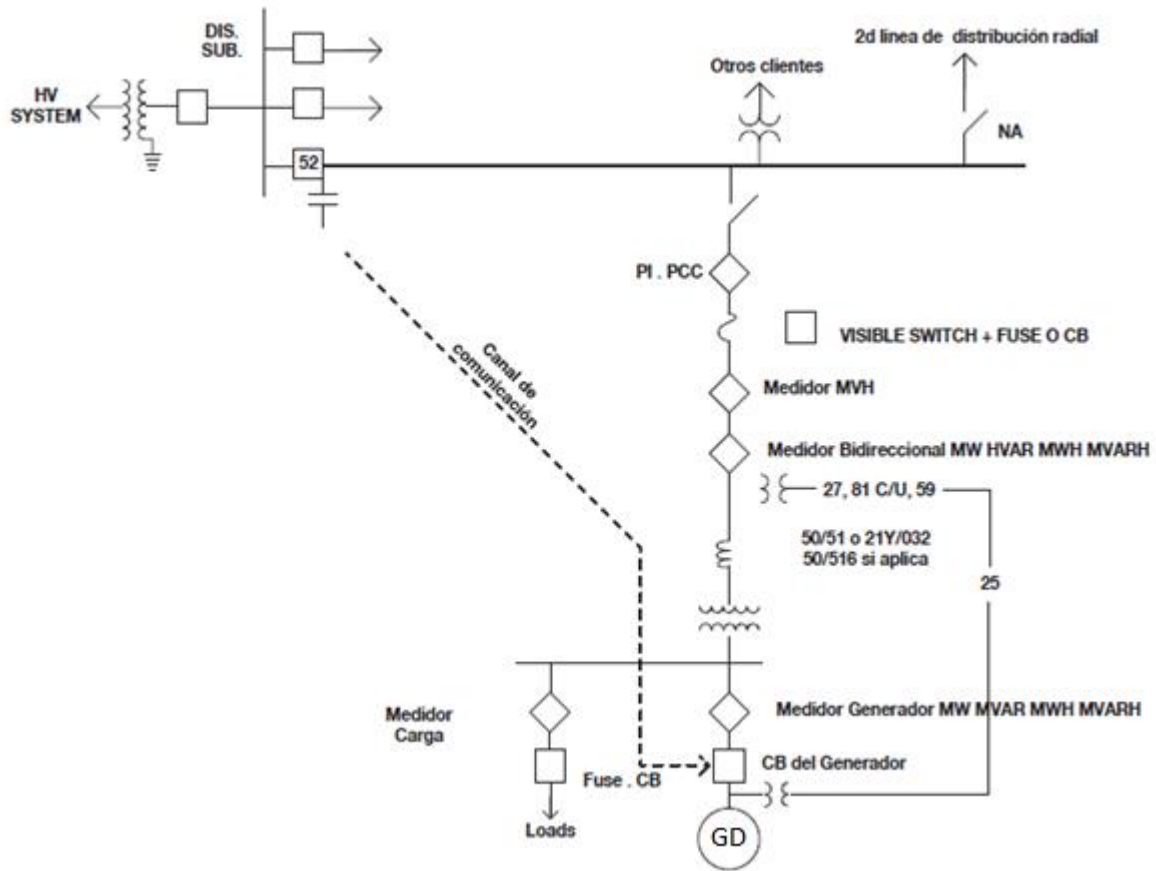 DIS.
SUB.
2d linea de distribución radial
Otros clientes
HV
SYSTEM
NA
52
PI . PCC
VISIBLE SWITCH + FUSE O CB
Canal de
comunicación
Medidor MVH
Medidor Bidireccional MW HVAR MWH MVARH
27, 81 C/U, 59
50/51 o 21Y/032
50/516 si aplica
25
Medidor
Carga
Medidor Generador MW MVAR MWH MVARH
CB del Generador
Fuse . CB
Loads
GD